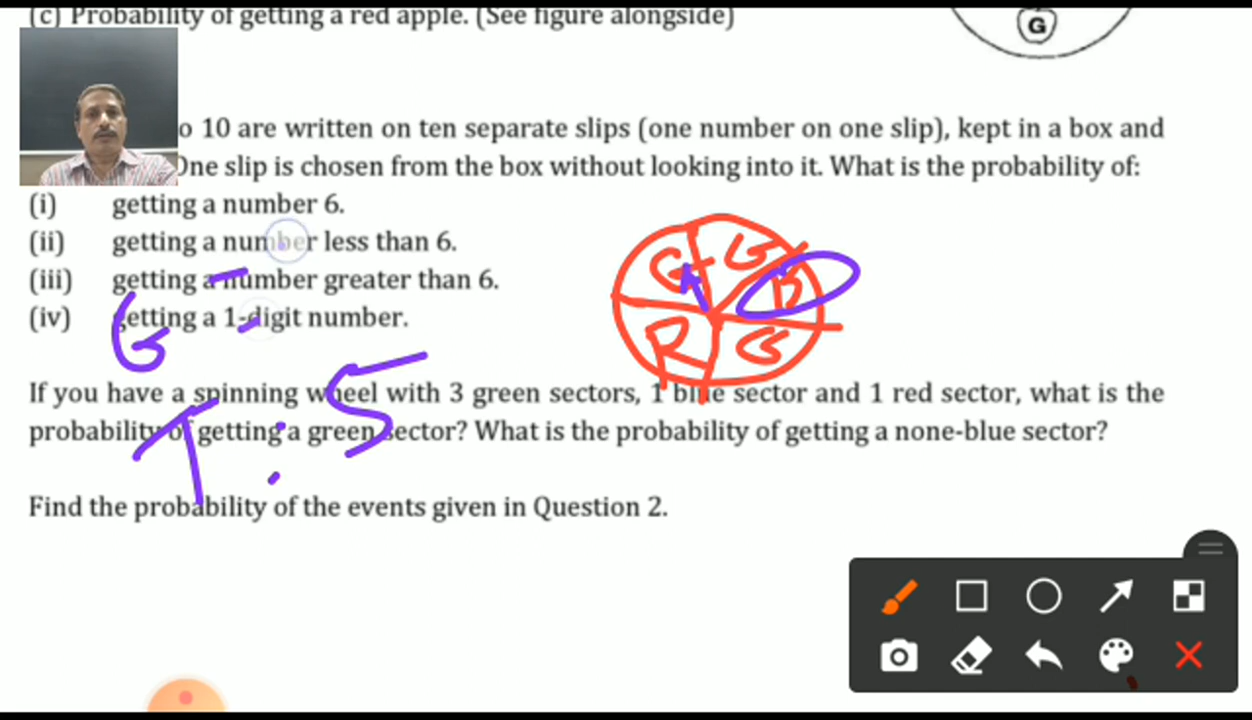 (c) Probability of getting a red apple. (See figure alongside)
G
o 10 are written on ten separate slips (one number on one slip), kept in a box and
One slip is chosen from the box without looking into it. What is the probability of:
(i) getting a number 6.
(ii) getting a number less than 6.
(iii) getting a number greater than 6.
(iv) getting a 1-digit number.
G G B
R G
G -
If you have a spinning wheel with 3 green sectors, 1 blue sector and 1 red sector, what is the
probability of getting a green sector? What is the probability of getting a none-blue sector?
T : 5
Find the probability of the events given in Question 2.